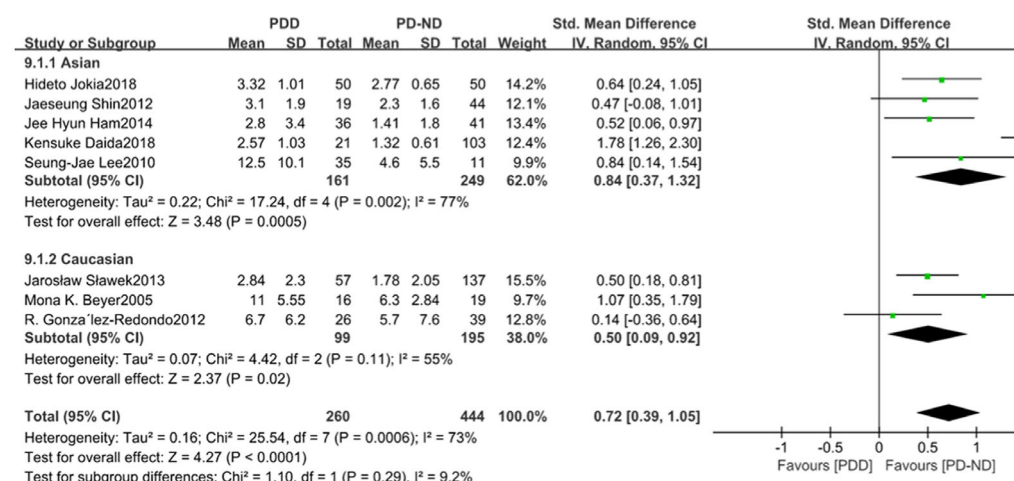 PDD PD-ND Std. Mean Difference Std. Mean Difference
Study or Subgroup Mean SD Total Mean SD Total Weight IV, Random, 95% CI IV, Random, 95% CI
9.1.1 Asian
Hideto Jokia2018 3.32 1.01 50 2.77 0.65 50 14.2% 0.64 [0.24, 1.05]
Jaeseung Shin2012 3.1 1.9 19 2.3 1.6 44 12.1% 0.47 [-0.08, 1.01]
Jee Hyun Ham2014 2.8 3.4 36 1.41 1.8 41 13.4% 0.52 [0.06, 0.97]
Kensuke Daida2018 2.57 1.03 21 1.32 0.61 103 12.4% 1.78 [1.26, 2.30]
Seung-Jae Lee2010 12.5 10.1 35 4.6 5.5 11 9.9% 0.84 [0.14, 1.54]
Subtotal (95% CI) 161 249 62.0% 0.84 [0.37, 1.32]
Heterogeneity: Tau² = 0.22; Chi² = 17.24, df = 4 (P = 0.002); I² = 77%
Test for overall effect: Z = 3.48 (P = 0.0005)
9.1.2 Caucasian
Jarosław Sławek2013 2.84 2.3 57 1.78 2.05 137 15.5% 0.50 [0.18, 0.81]
Mona K. Beyer2005 11 5.55 16 6.3 2.84 19 9.7% 1.07 [0.35, 1.79]
R. Gonza´lez-Redondo2012 6.7 6.2 26 5.7 7.6 39 12.8% 0.14 [-0.36, 0.64]
Subtotal (95% CI) 99 195 38.0% 0.50 [0.09, 0.92]
Heterogeneity: Tau² = 0.07; Chi² = 4.42, df = 2 (P = 0.11); I² = 55%
Test for overall effect: Z = 2.37 (P = 0.02)
Total (95% CI) 260 444 100.0% 0.72 [0.39, 1.05]
Heterogeneity: Tau² = 0.16; Chi² = 25.54, df = 7 (P = 0.0006); I² = 73%
Test for overall effect: Z = 4.27 (P < 0.0001)
Test for subgroup differences: Chi² = 1.10, df = 1 (P = 0.29), I² = 9.2%
-1 -0.5 0 0.5 1
Favours [PDD] Favours [PD-ND]